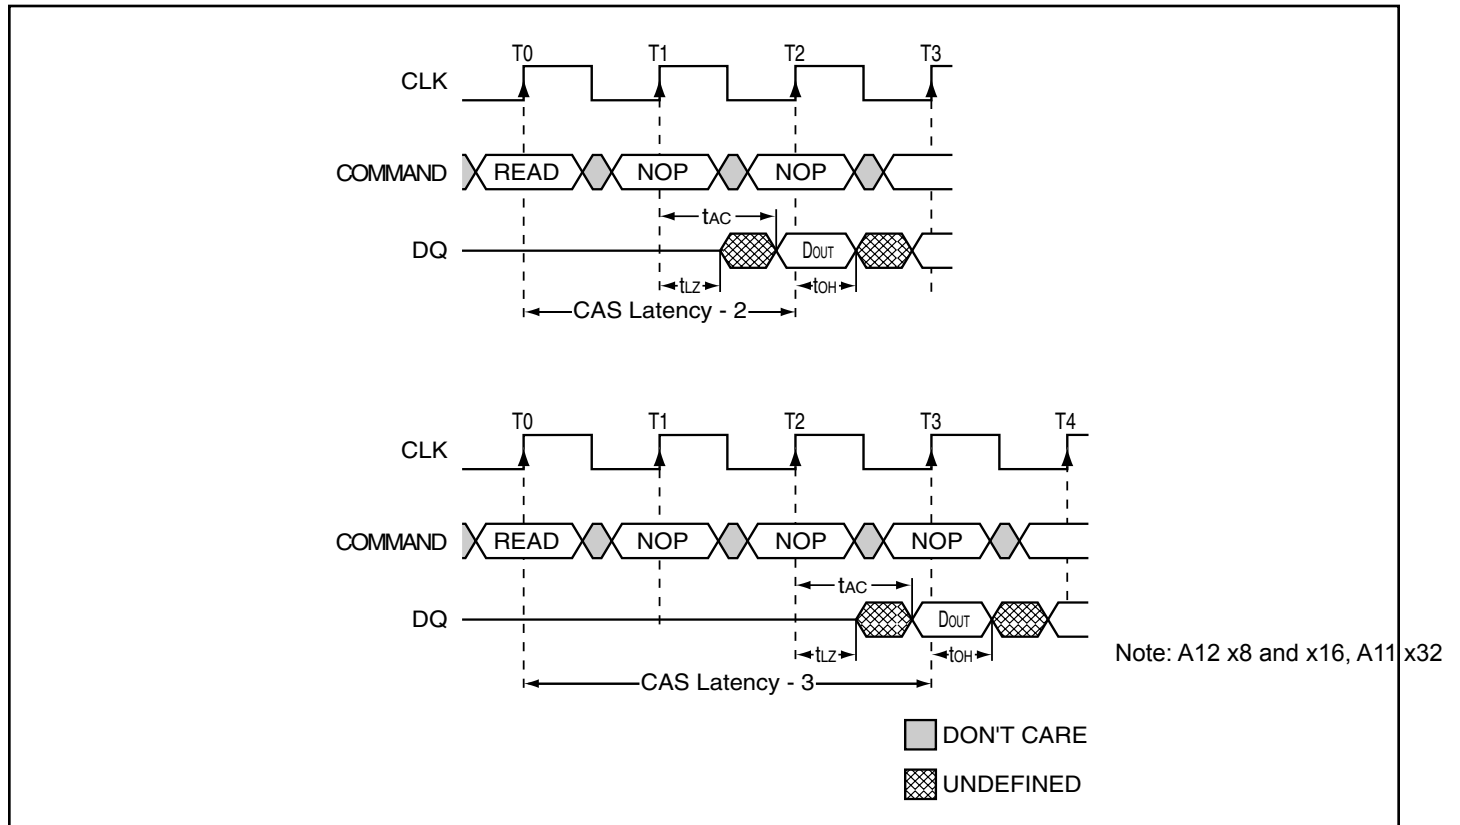 T0 T1 T2 T3
CLK
COMMAND READ NOP NOP
tAC
DQ DOUT
tLZ tOH
CAS Latency - 2
T0 T1 T2 T3 T4
CLK
COMMAND READ NOP NOP NOP
tAC
DQ DOUT
tLZ tOH
Note: A12 x8 and x16, A11 x32
CAS Latency - 3
DON'T CARE
UNDEFINED